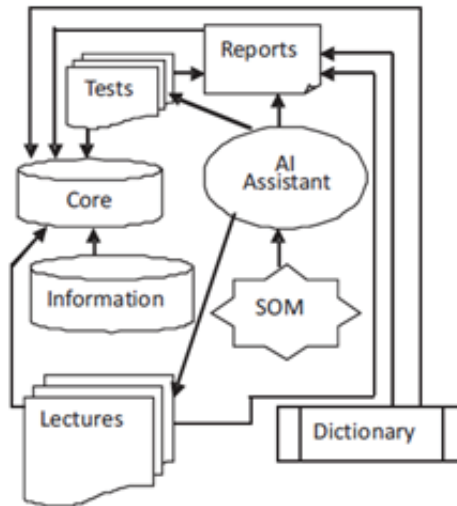 Reports
Tests
AI
Assistant
Core
Information
SOM
Lectures
Dictionary